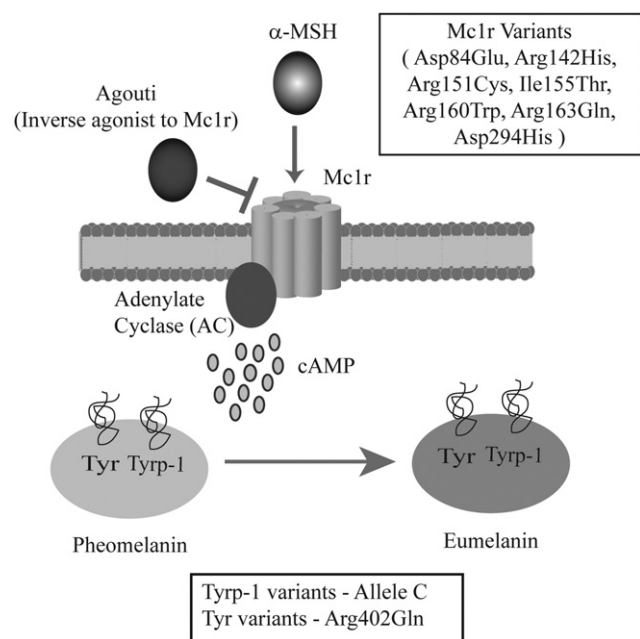 α-MSH
Mc1r Variants
( Asp84Glu, Arg142His,
Arg151Cys, Ile155Thr,
Arg160Trp, Arg163Gln,
Asp294His )
Agouti
(Inverse agonist to Mc1r)
Mc1r
Adenylate
Cyclase (AC)
cAMP
Tyr Tyrp-1
Tyr Tyrp-1
Pheomelanin
Eumelanin
Tyrp-1 variants - Allele C
Tyr variants - Arg402Gln